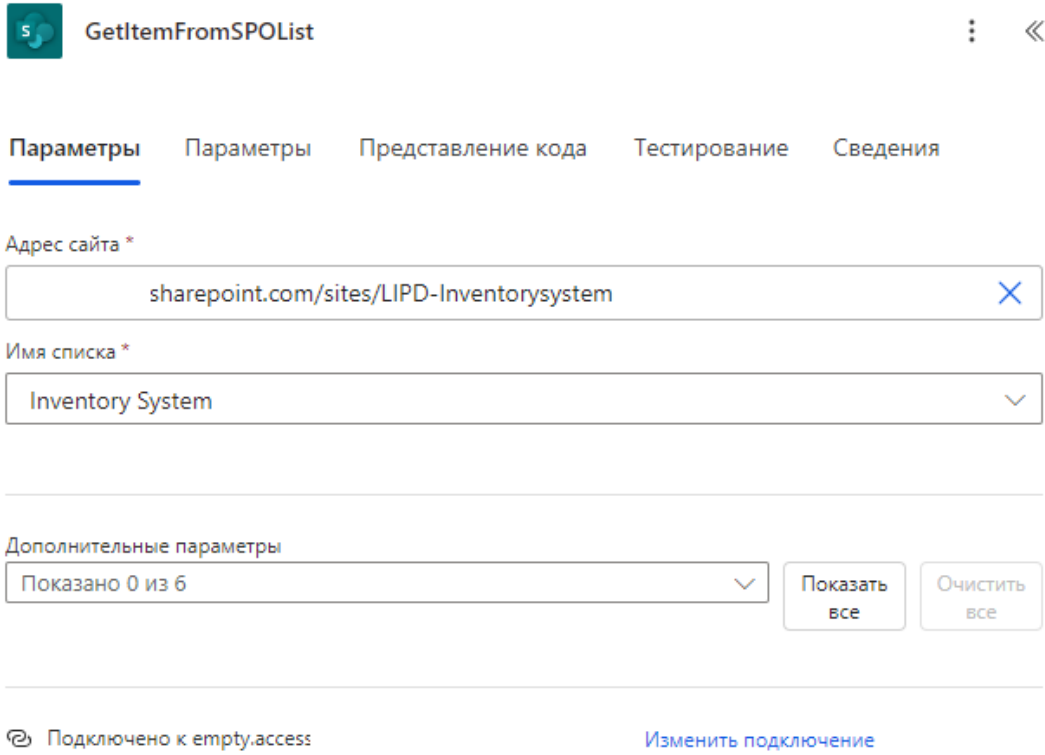 S
GetItemFromSPOList
Параметры Параметры Представление кода Тестирование Сведения
Адрес сайта *
sharepoint.com/sites/LIPD-Inventorysystem
Имя списка *
Inventory System
Дополнительные параметры
Показано 0 из 6
Показать
все
Очистить
все
Подключено к empty.access
Изменить подключение